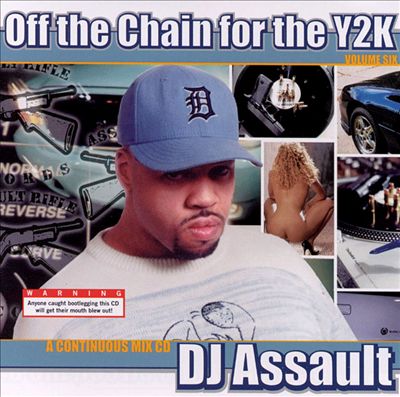 Off the Chain for the Y2K
VOLUME SIX
NORMAL
REVERSE
D
WARNING
Anyone caught bootlegging this CD
will get their mouth blew out!
A CONTINUOUS MIX CD
DJ Assault